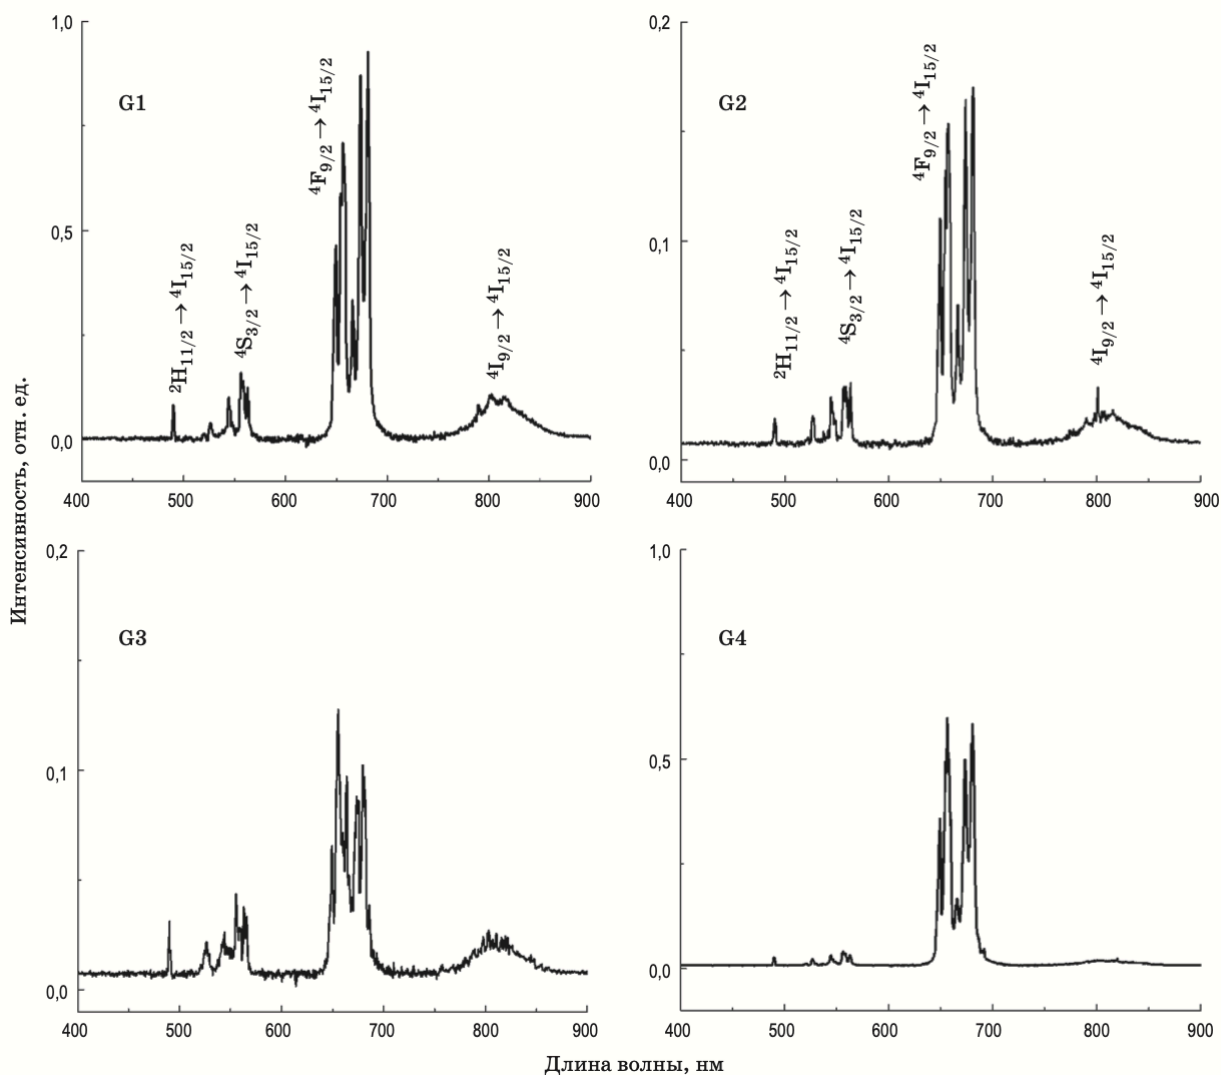 Интенсивность, отн. ед.
G1
1,0
0,5
0,0
400 500 600 700 800 900
²H₁₁/₂→⁴I₁₅/₂
⁴S₃/₂→⁴I₁₅/₂
⁴F₉/₂→⁴I₁₅/₂
⁴I₉/₂→⁴I₁₅/₂
G2
0,2
0,1
0,0
400 500 600 700 800 900
²H₁₁/₂→⁴I₁₅/₂
⁴S₃/₂→⁴I₁₅/₂
⁴F₉/₂→⁴I₁₅/₂
⁴I₉/₂→⁴I₁₅/₂
G3
0,2
0,1
0,0
400 500 600 700 800 900
G4
1,0
0,5
0,0
400 500 600 700 800 900
Длина волны, нм